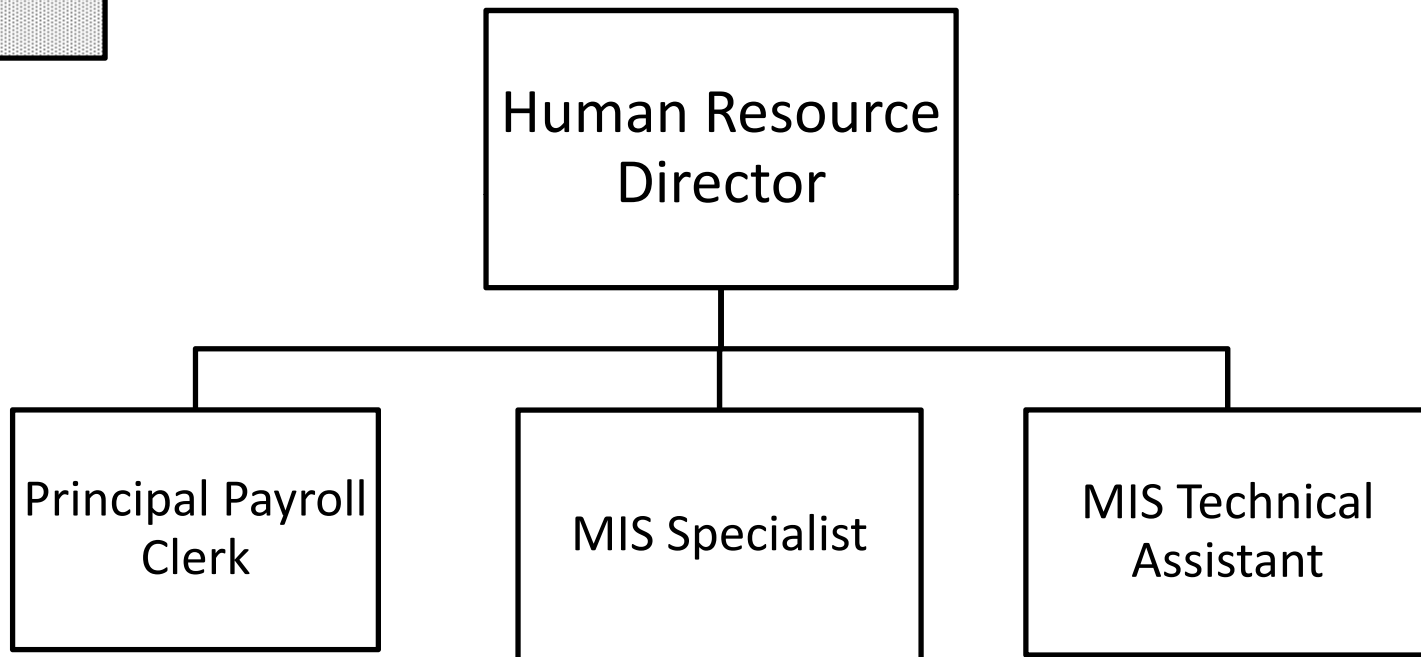 Human Resource
Director
Principal Payroll
Clerk
MIS Specialist
MIS Technical
Assistant